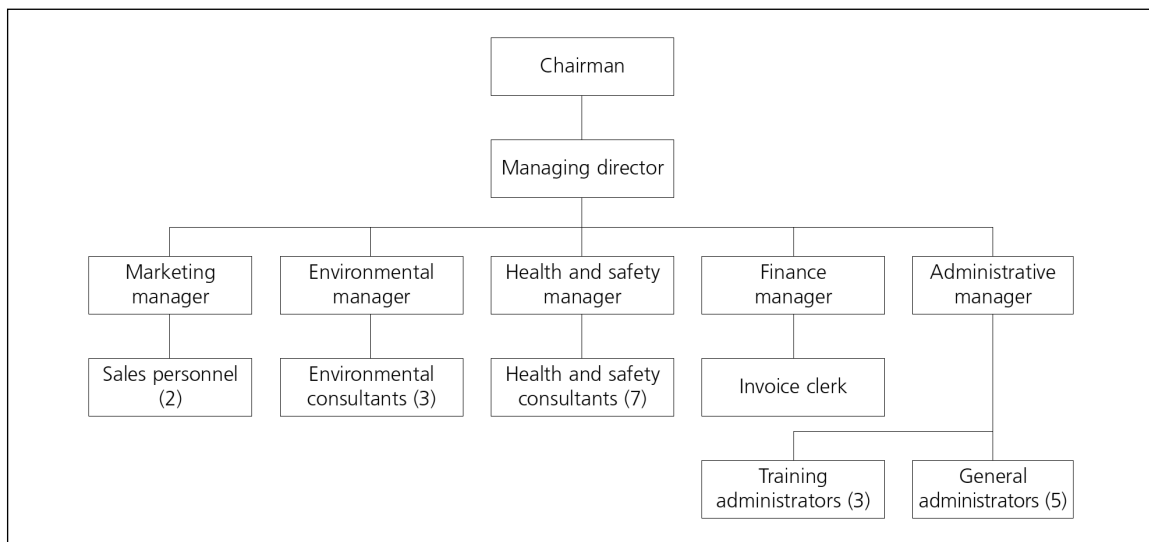 Chairman
Managing director
Marketing
manager
Environmental
manager
Health and safety
manager
Finance
manager
Administrative
manager
Sales personnel
(2)
Environmental
consultants (3)
Health and safety
consultants (7)
Invoice clerk
Training
administrators (3)
General
administrators (5)